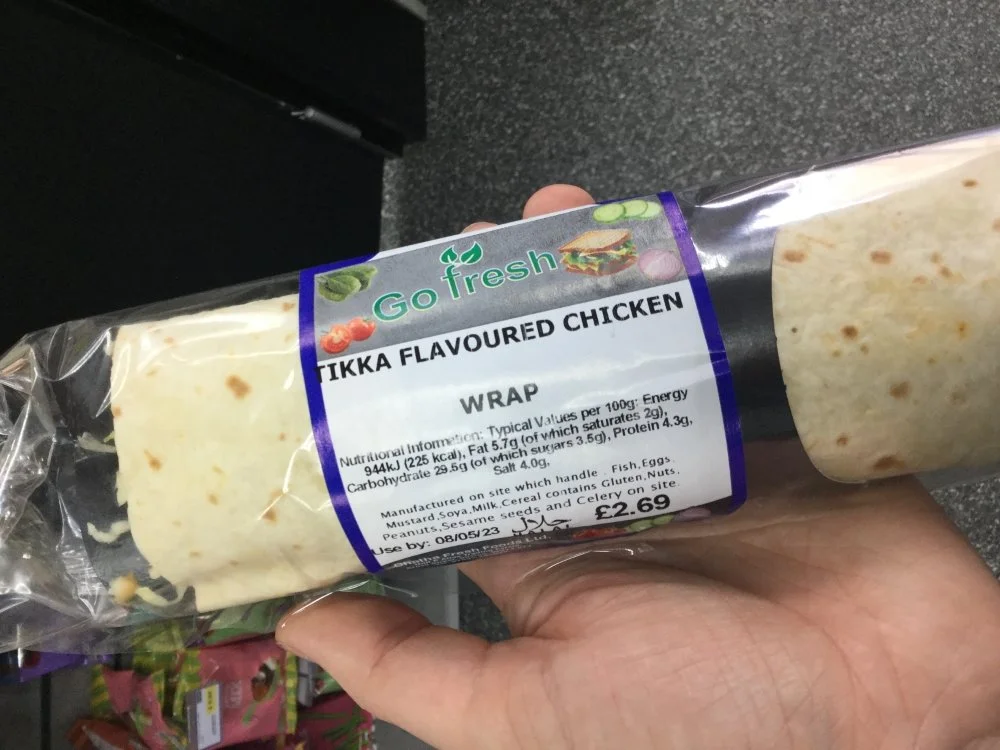 Go fresh
TIKKA FLAVOURED CHICKEN
WRAP
Nutritional Information: Typical Values per 100g: Energy
944kJ (225 kcal), Fat 5.7g (of which saturates 2g),
Carbohydrate 29.5g (of which sugars 3.5g), Protein 4.3g,
Salt 4.0g,
Manufactured on site which handle : Fish,Eggs,
Mustard,Soya,Milk,Cereal contains Gluten,Nuts,
Peanuts,Sesame seeds and Celery on site.
Use by: 08/05/23 حلال £2.69
Fresh Foods Ltd